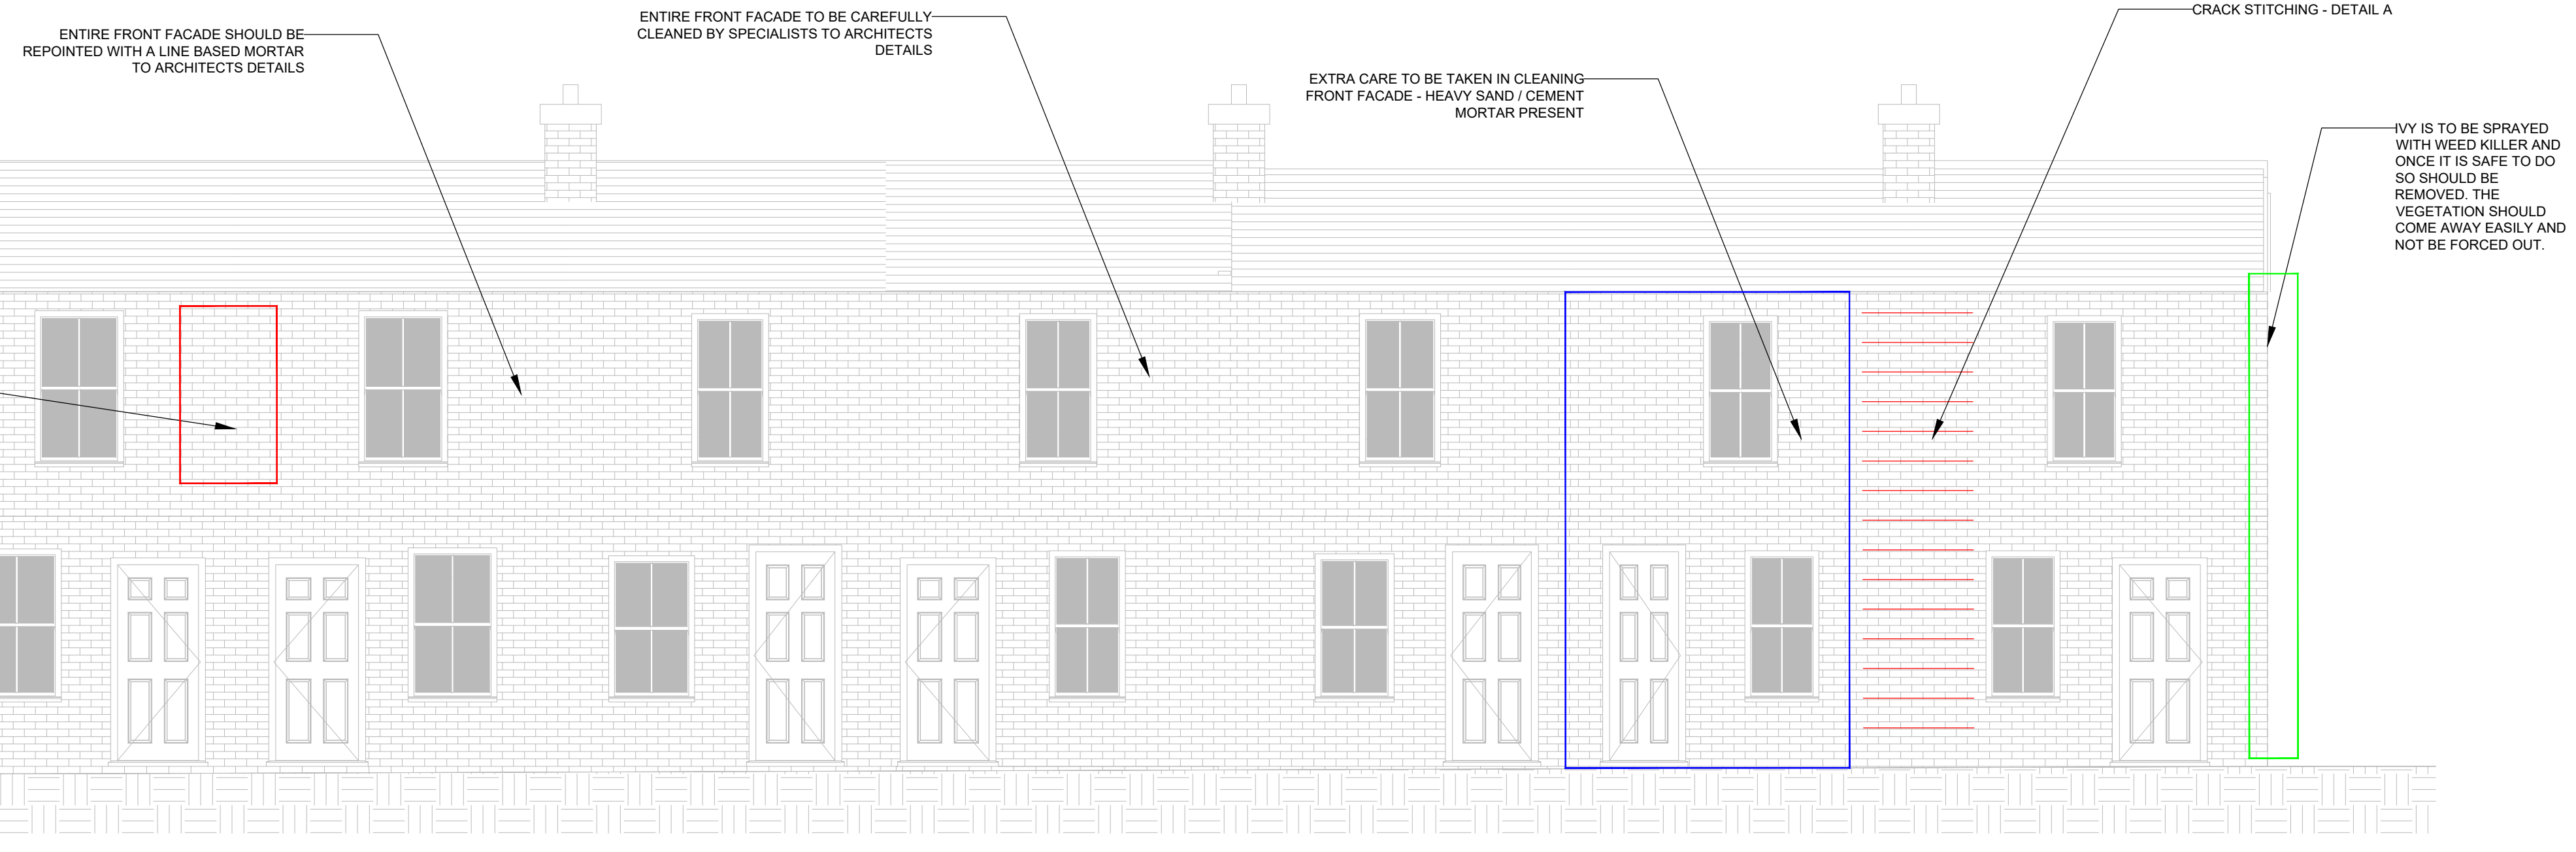 ENTIRE FRONT FACADE SHOULD BE
REPOINTED WITH A LINE BASED MORTAR
TO ARCHITECTS DETAILS
ENTIRE FRONT FACADE TO BE CAREFULLY
CLEANED BY SPECIALISTS TO ARCHITECTS
DETAILS
EXTRA CARE TO BE TAKEN IN CLEANING
FRONT FACADE - HEAVY SAND / CEMENT
MORTAR PRESENT
CRACK STITCHING - DETAIL A
IVY IS TO BE SPRAYED
WITH WEED KILLER AND
ONCE IT IS SAFE TO DO
SO SHOULD BE
REMOVED. THE
VEGETATION SHOULD
COME AWAY EASILY AND
NOT BE FORCED OUT.